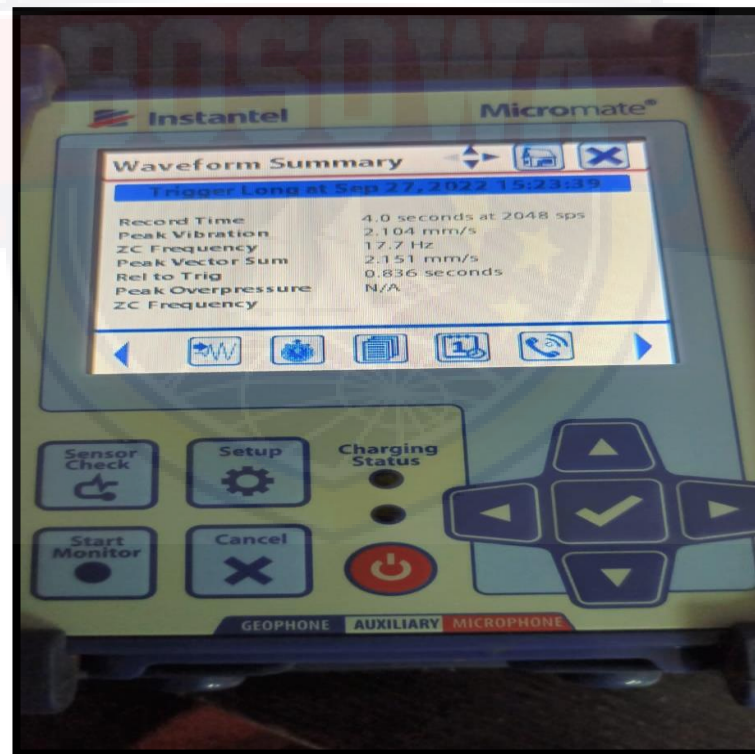 BOSOWA
Instantel Micromate®
Waveform Summary
Trigger Long at Sep 27, 2022 15:23:39
Record Time 4.0 seconds at 2048 sps
Peak Vibration 2.104 mm/s
ZC Frequency 17.7 Hz
Peak Vector Sum 2.151 mm/s
Rel to Trig 0.836 seconds
Peak Overpressure N/A
ZC Frequency
1
Sensor Check
Setup
Charging Status
Start Monitor
Cancel
GEOPHONE AUXILIARY MICROPHONE